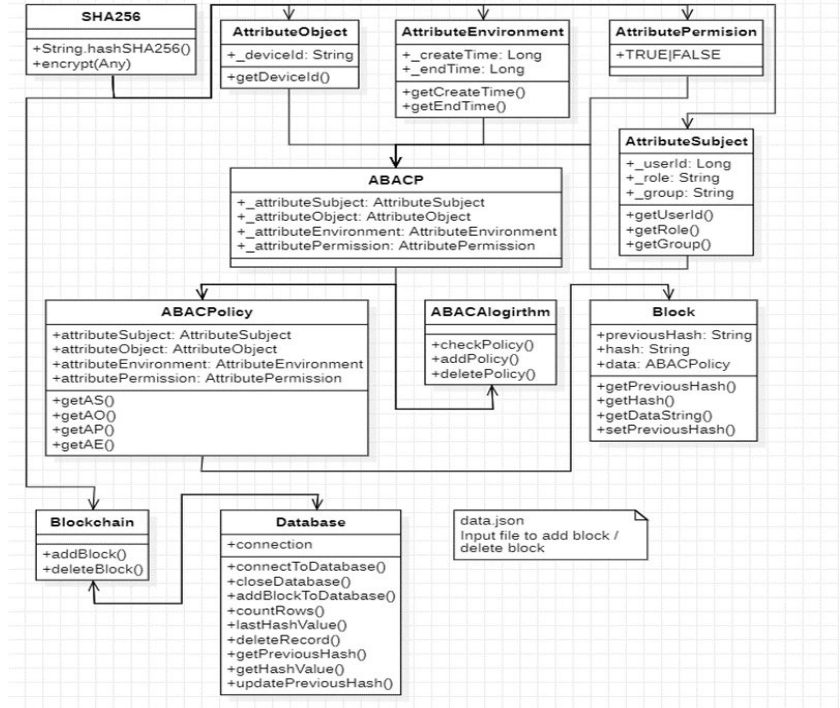 SHA256
+String.hashSHA256()
+encrypt(Any)
AttributeObject
+_deviceId: String
+getDeviceId()
AttributeEnvironment
+_createTime: Long
+_endTime: Long
+getCreateTime()
+getEndTime()
AttributePermision
+TRUE|FALSE
AttributeSubject
+_userId: Long
+_role: String
+_group: String
+getUserId()
+getRole()
+getGroup()
ABACP
+_attributeSubject: AttributeSubject
+_attributeObject: AttributeObject
+_attributeEnvironment: AttributeEnvironment
+_attributePermission: AttributePermission
ABACPolicy
+attributeSubject: AttributeSubject
+attributeObject: AttributeObject
+attributeEnvironment: AttributeEnvironment
+attributePermission: AttributePermission
+getAS()
+getAO()
+getAP()
+getAE()
ABACAlogirthm
+checkPolicy()
+addPolicy()
+deletePolicy()
Block
+previousHash: String
+hash: String
+data: ABACPolicy
+getPreviousHash()
+getHash()
+getDataString()
+setPreviousHash()
Blockchain
+addBlock()
+deleteBlock()
Database
+connection
+connectToDatabase()
+closeDatabase()
+addBlockToDatabase()
+countRows()
+lastHashValue()
+deleteRecord()
+getPreviousHash()
+getHashValue()
+updatePreviousHash()
data.json
Input file to add block /
delete block